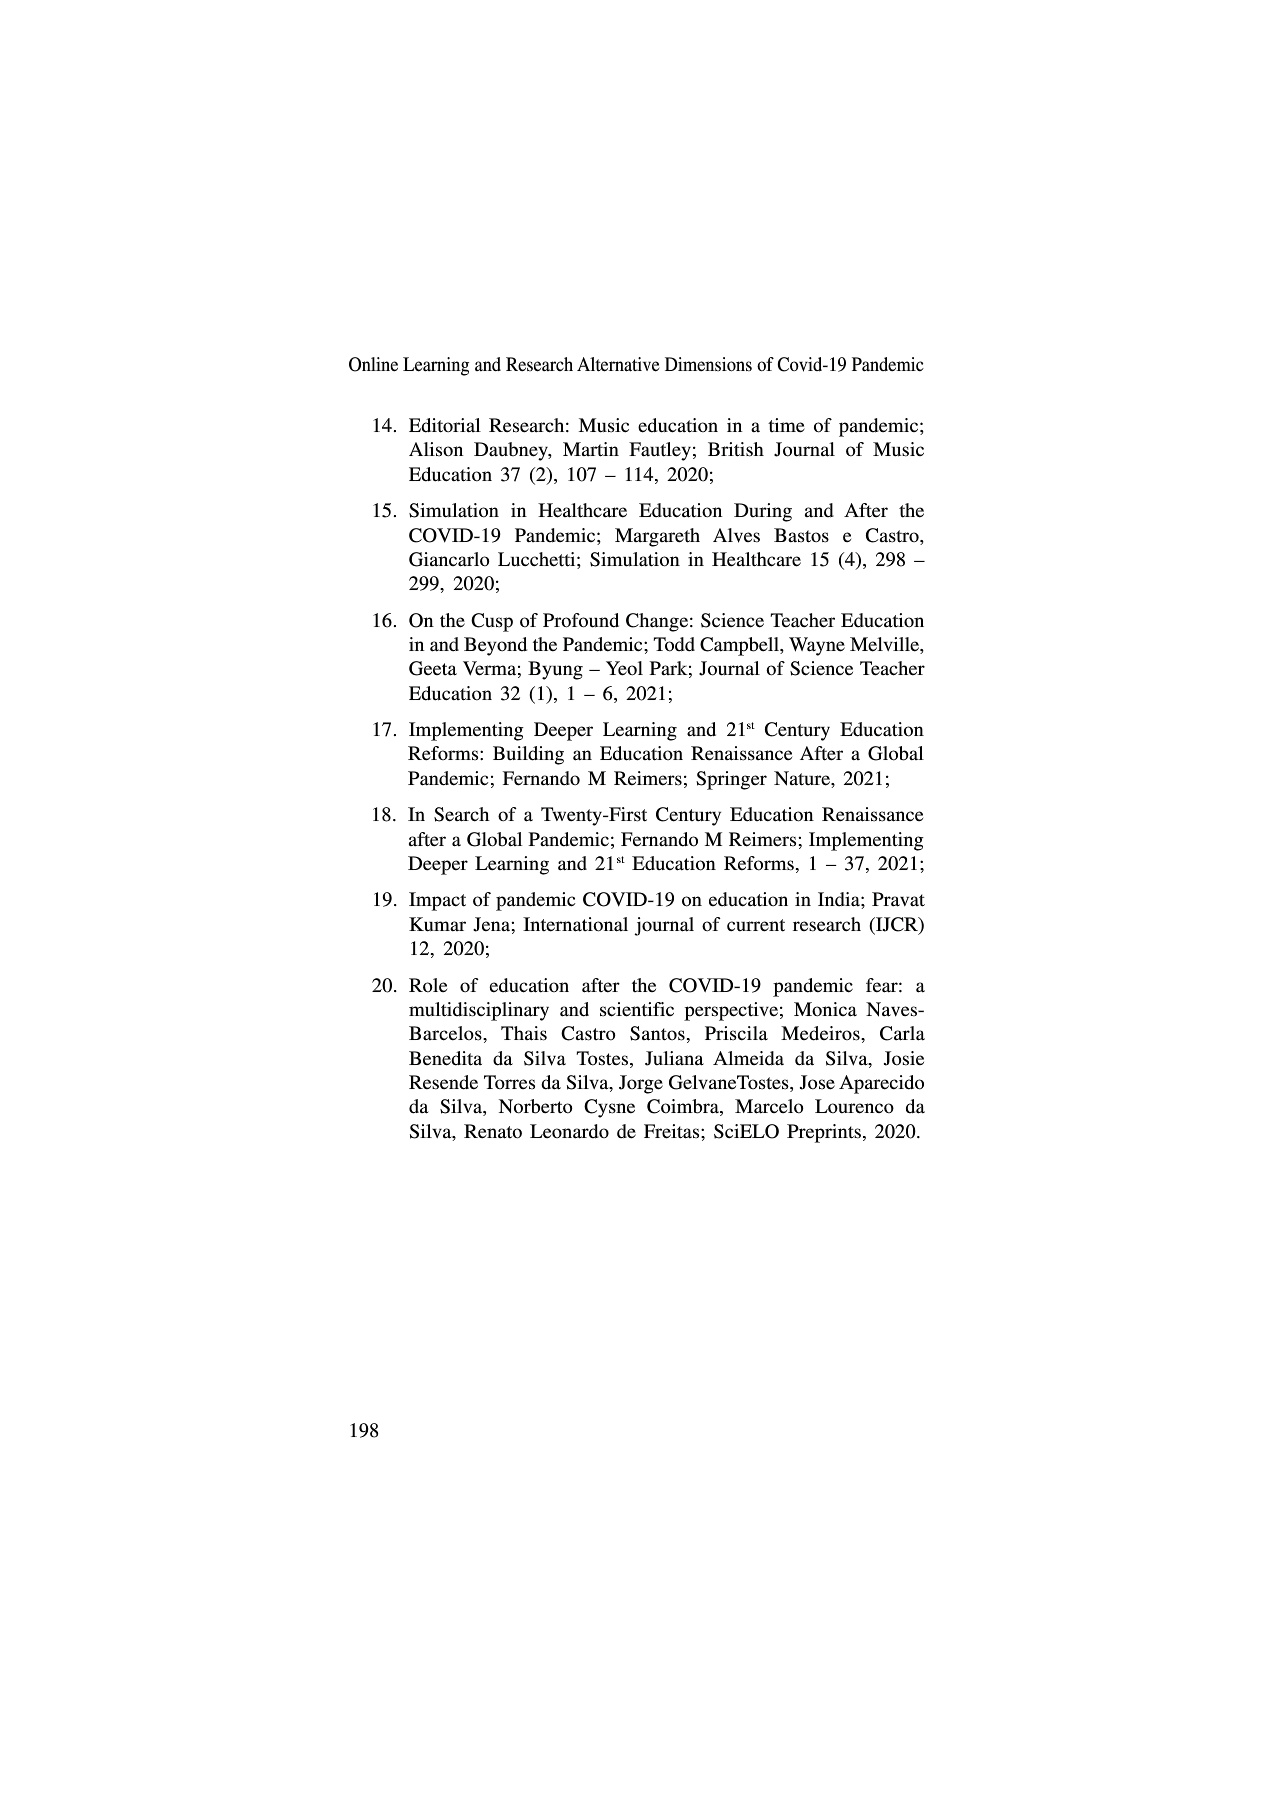 Online Learning and Research Alternative Dimensions of Covid-19 Pandemic
14. Editorial Research: Music education in a time of pandemic;
Alison Daubney, Martin Fautley; British Journal of Music
Education 37 (2), 107 – 114, 2020;
15. Simulation in Healthcare Education During and After the
COVID-19 Pandemic; Margareth Alves Bastos e Castro,
Giancarlo Lucchetti; Simulation in Healthcare 15 (4), 298 –
299, 2020;
16. On the Cusp of Profound Change: Science Teacher Education
in and Beyond the Pandemic; Todd Campbell, Wayne Melville,
Geeta Verma; Byung – Yeol Park; Journal of Science Teacher
Education 32 (1), 1 – 6, 2021;
17. Implementing Deeper Learning and 21st Century Education
Reforms: Building an Education Renaissance After a Global
Pandemic; Fernando M Reimers; Springer Nature, 2021;
18. In Search of a Twenty-First Century Education Renaissance
after a Global Pandemic; Fernando M Reimers; Implementing
Deeper Learning and 21st Education Reforms, 1 – 37, 2021;
19. Impact of pandemic COVID-19 on education in India; Pravat
Kumar Jena; International journal of current research (IJCR)
12, 2020;
20. Role of education after the COVID-19 pandemic fear: a
multidisciplinary and scientific perspective; Monica Naves-
Barcelos, Thais Castro Santos, Priscila Medeiros, Carla
Benedita da Silva Tostes, Juliana Almeida da Silva, Josie
Resende Torres da Silva, Jorge GelvaneTostes, Jose Aparecido
da Silva, Norberto Cysne Coimbra, Marcelo Lourenco da
Silva, Renato Leonardo de Freitas; SciELO Preprints, 2020.
198